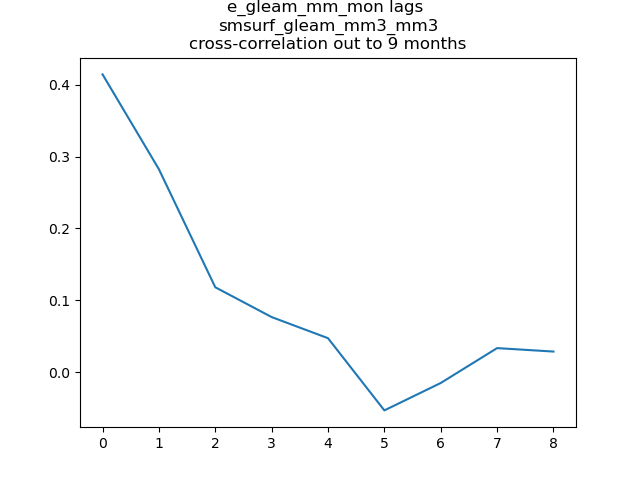 e_gleam_mm_mon lags
smsurf_gleam_mm3_mm3
cross-correlation out to 9 months
0.4
0.3
0.2
0.1
0.0
0 1 2 3 4 5 6 7 8